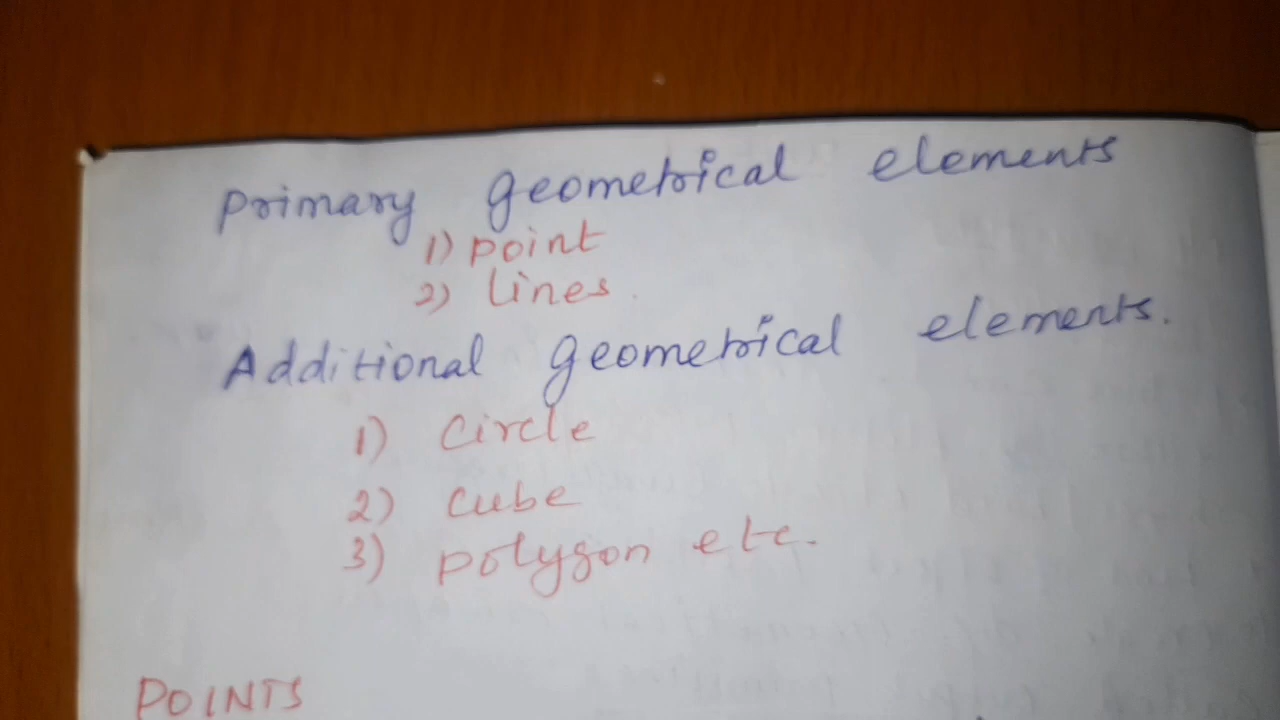 Primary geometrical elements
1) point
2) lines.
Additional geometrical elements.
1) Circle
2) cube
3) polygon etc.
POINTS